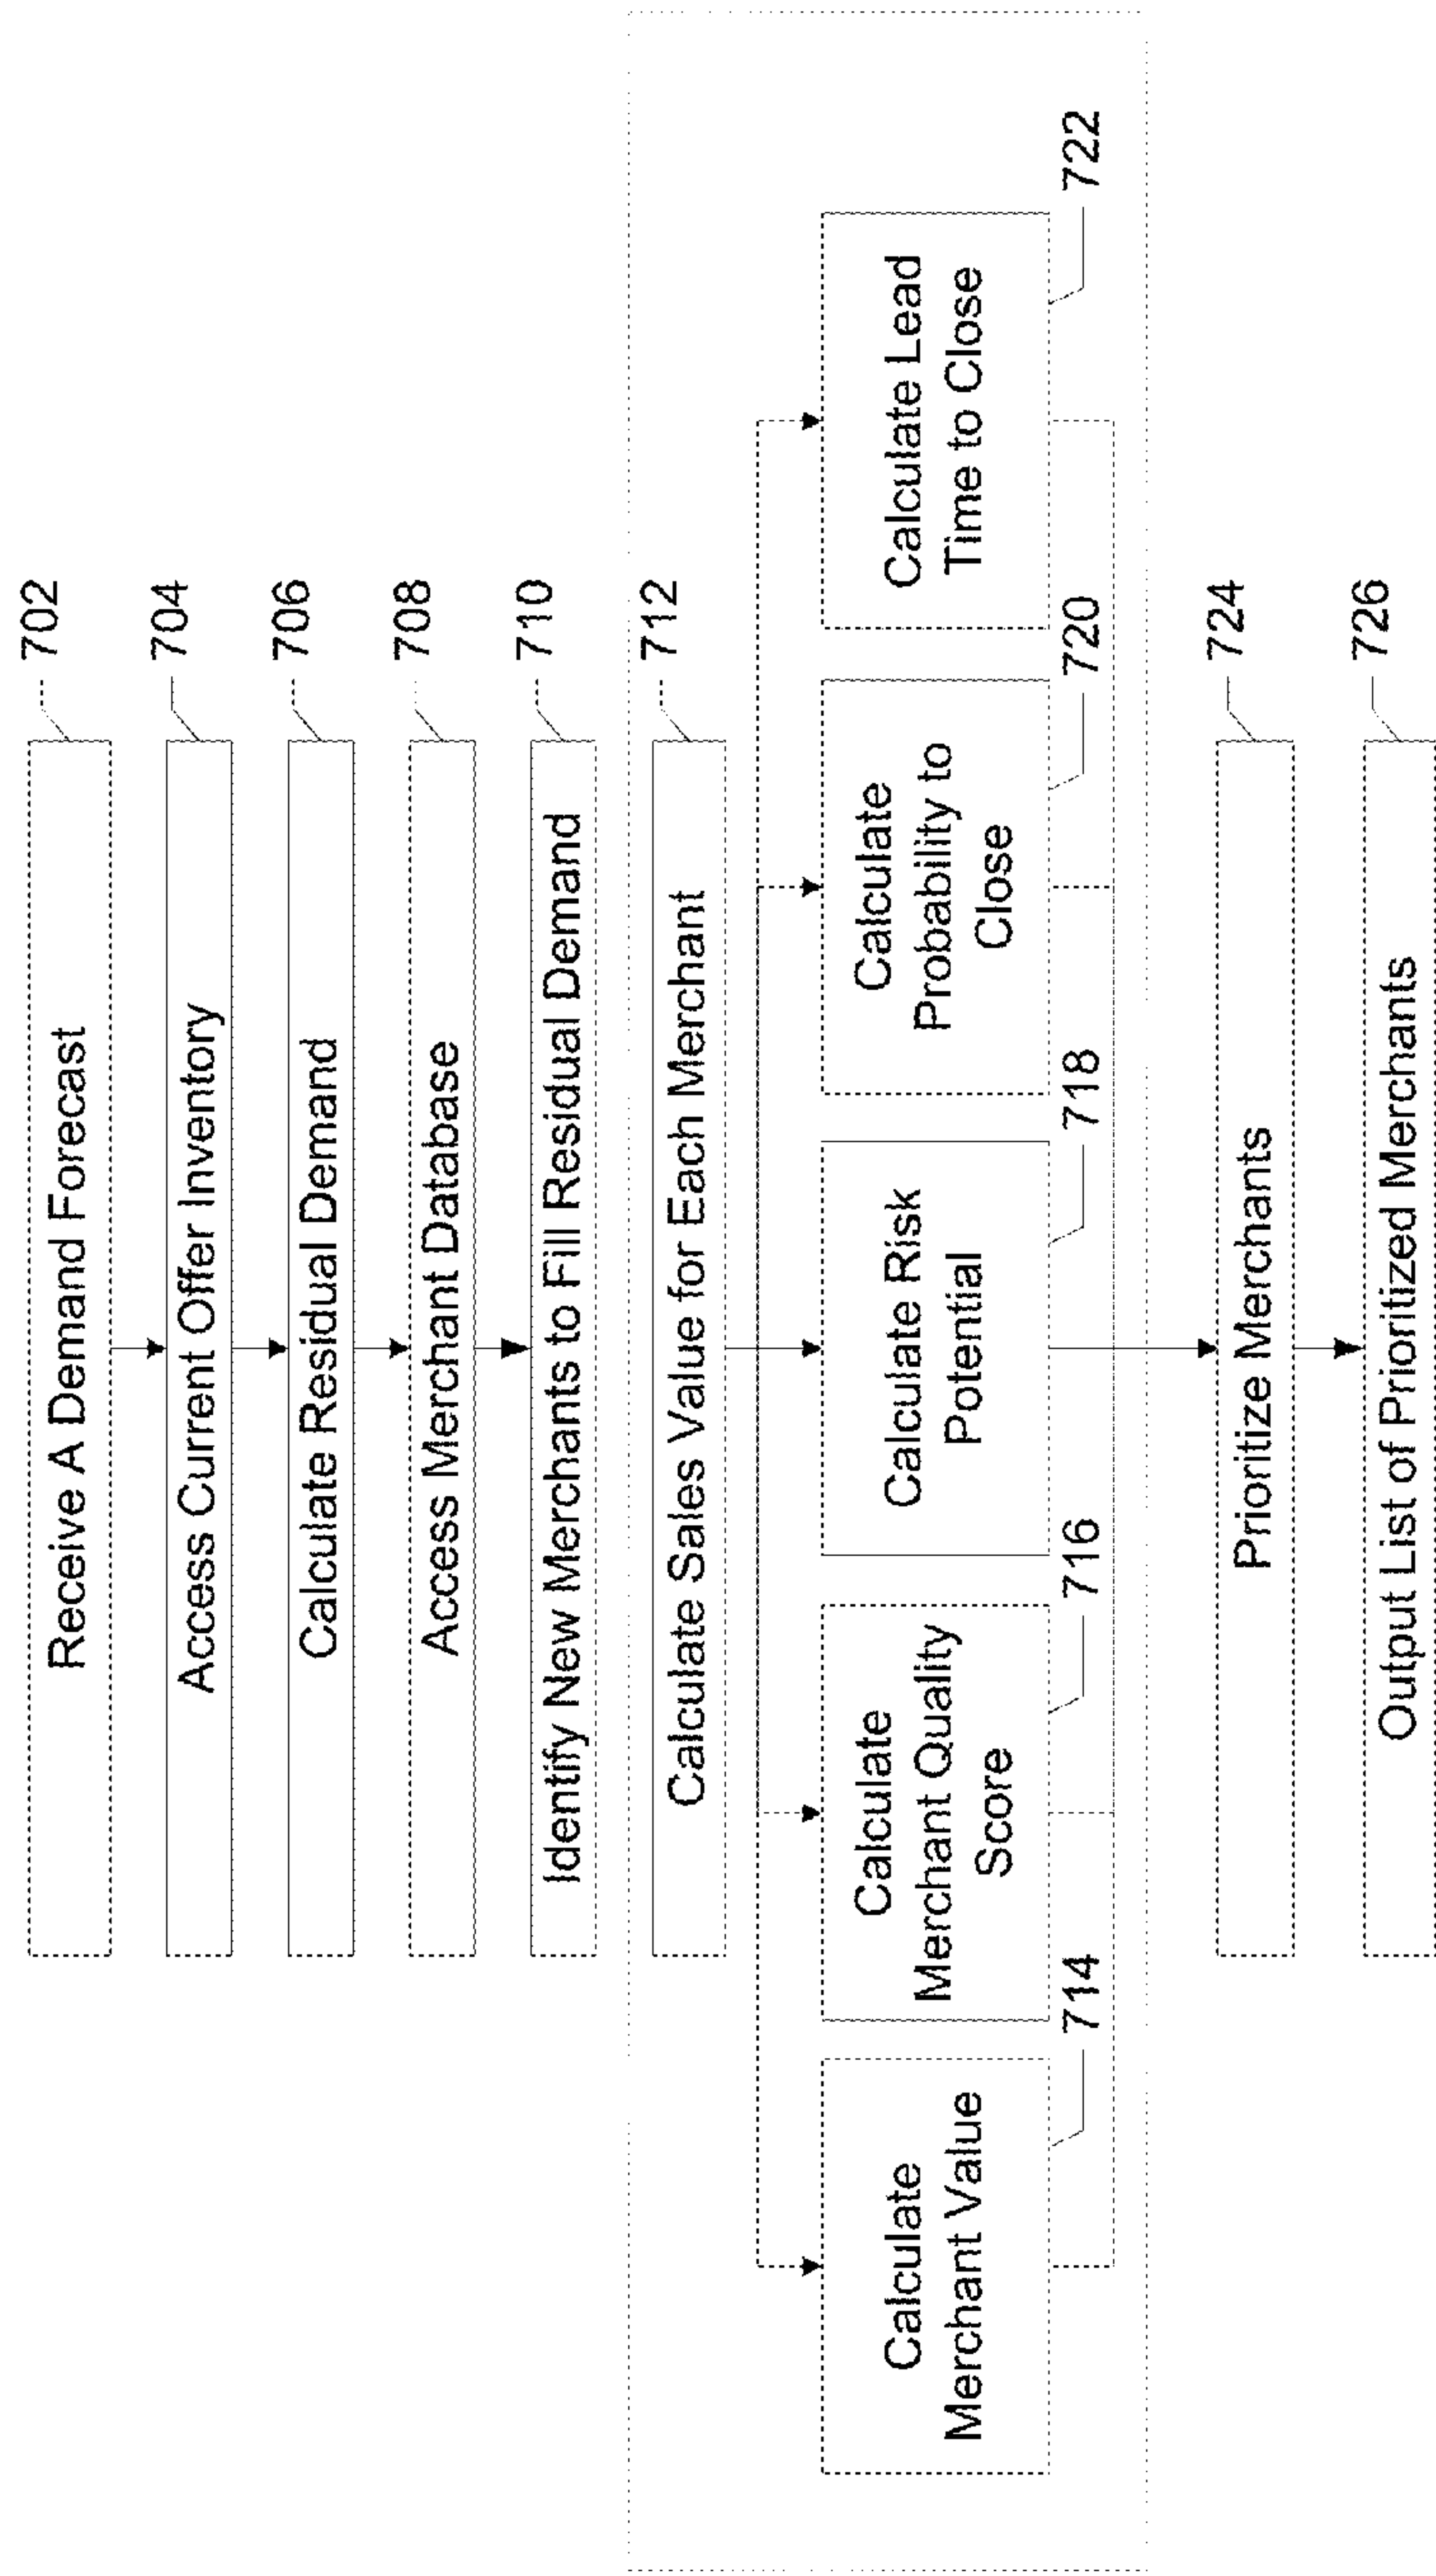 Receive A Demand Forecast
702
Access Current Offer Inventory
704
Calculate Residual Demand
706
Access Merchant Database
708
Identify New Merchants to Fill Residual Demand
710
Calculate Sales Value for Each Merchant
712
Calculate
Merchant Value
714
Calculate
Merchant Quality
Score
716
Calculate Risk
Potential
718
Calculate
Probability to
Close
720
Calculate Lead
Time to Close
722
Prioritize Merchants
724
Output List of Prioritized Merchants
726